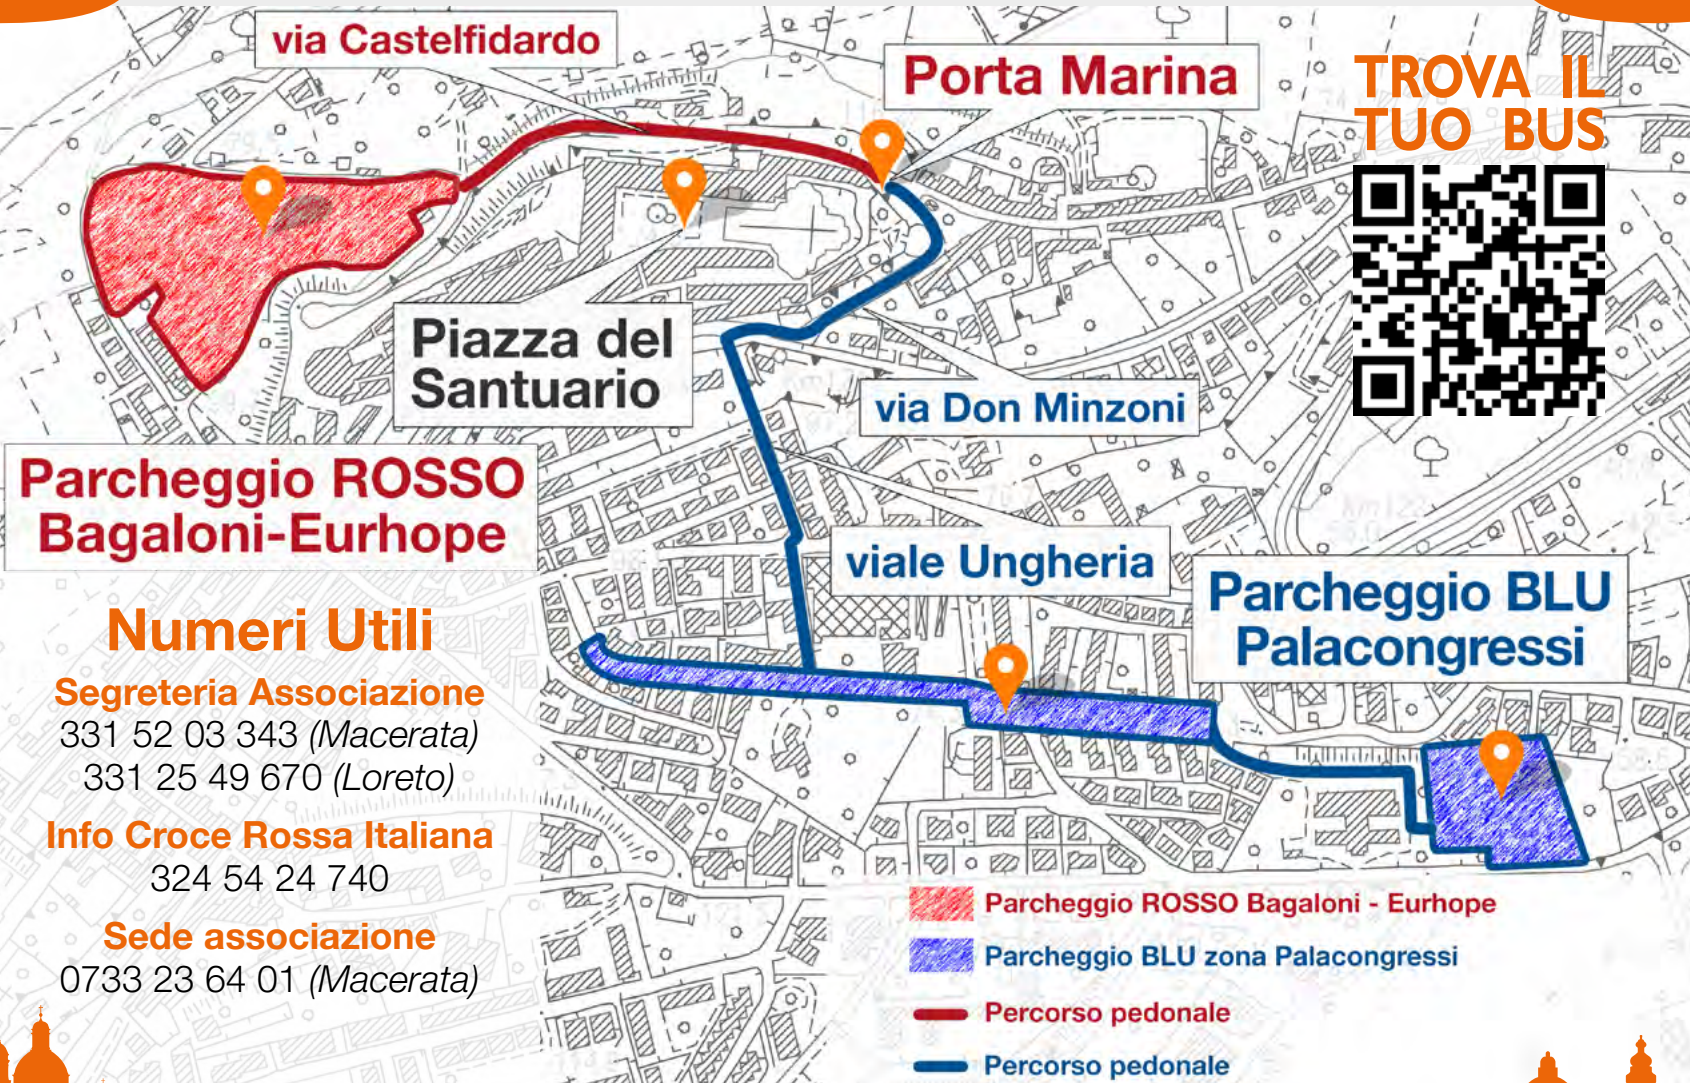 via Castelfidardo
Porta Marina
TROVA IL
TUO BUS
Piazza del
Santuario
via Don Minzoni
Parcheggio ROSSO
Bagaloni-Eurhope
viale Ungheria
Parcheggio BLU
Palacongressi
Numeri Utili
Segreteria Associazione
331 52 03 343 (Macerata)
331 25 49 670 (Loreto)
Info Croce Rossa Italiana
324 54 24 740
Sede associazione
0733 23 64 01 (Macerata)
Parcheggio ROSSO Bagaloni - Eurhope
Parcheggio BLU zona Palacongressi
Percorso pedonale
Percorso pedonale